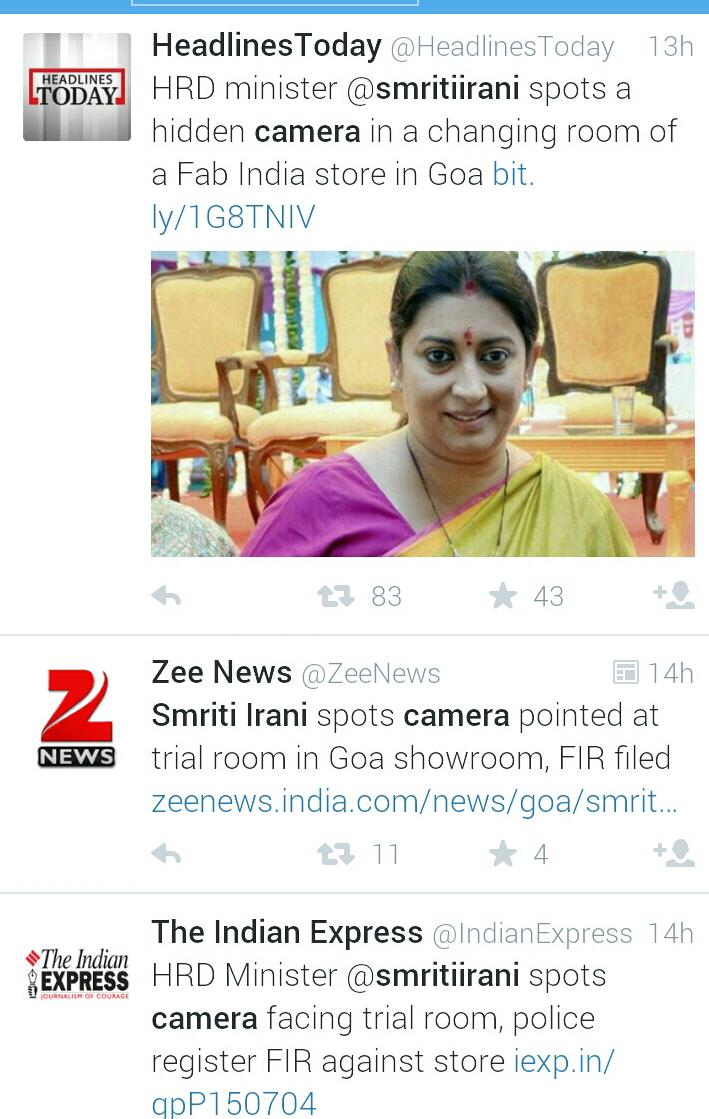 HEADLINES
TODAY
HeadlinesToday @HeadlinesToday 13h
HRD minister @smritiirani spots a
hidden camera in a changing room of
a Fab India store in Goa bit.
ly/1G8TNIV
83 43
NEWS
Zee News @ZeeNews 14h
Smriti Irani spots camera pointed at
trial room in Goa showroom, FIR filed
zeenews.india.com/news/goa/smrit...
11 4
The Indian
EXPRESS
JOURNALISM OF COURAGE
The Indian Express @IndianExpress 14h
HRD Minister @smritiirani spots
camera facing trial room, police
register FIR against store iexp.in/
qpP150704